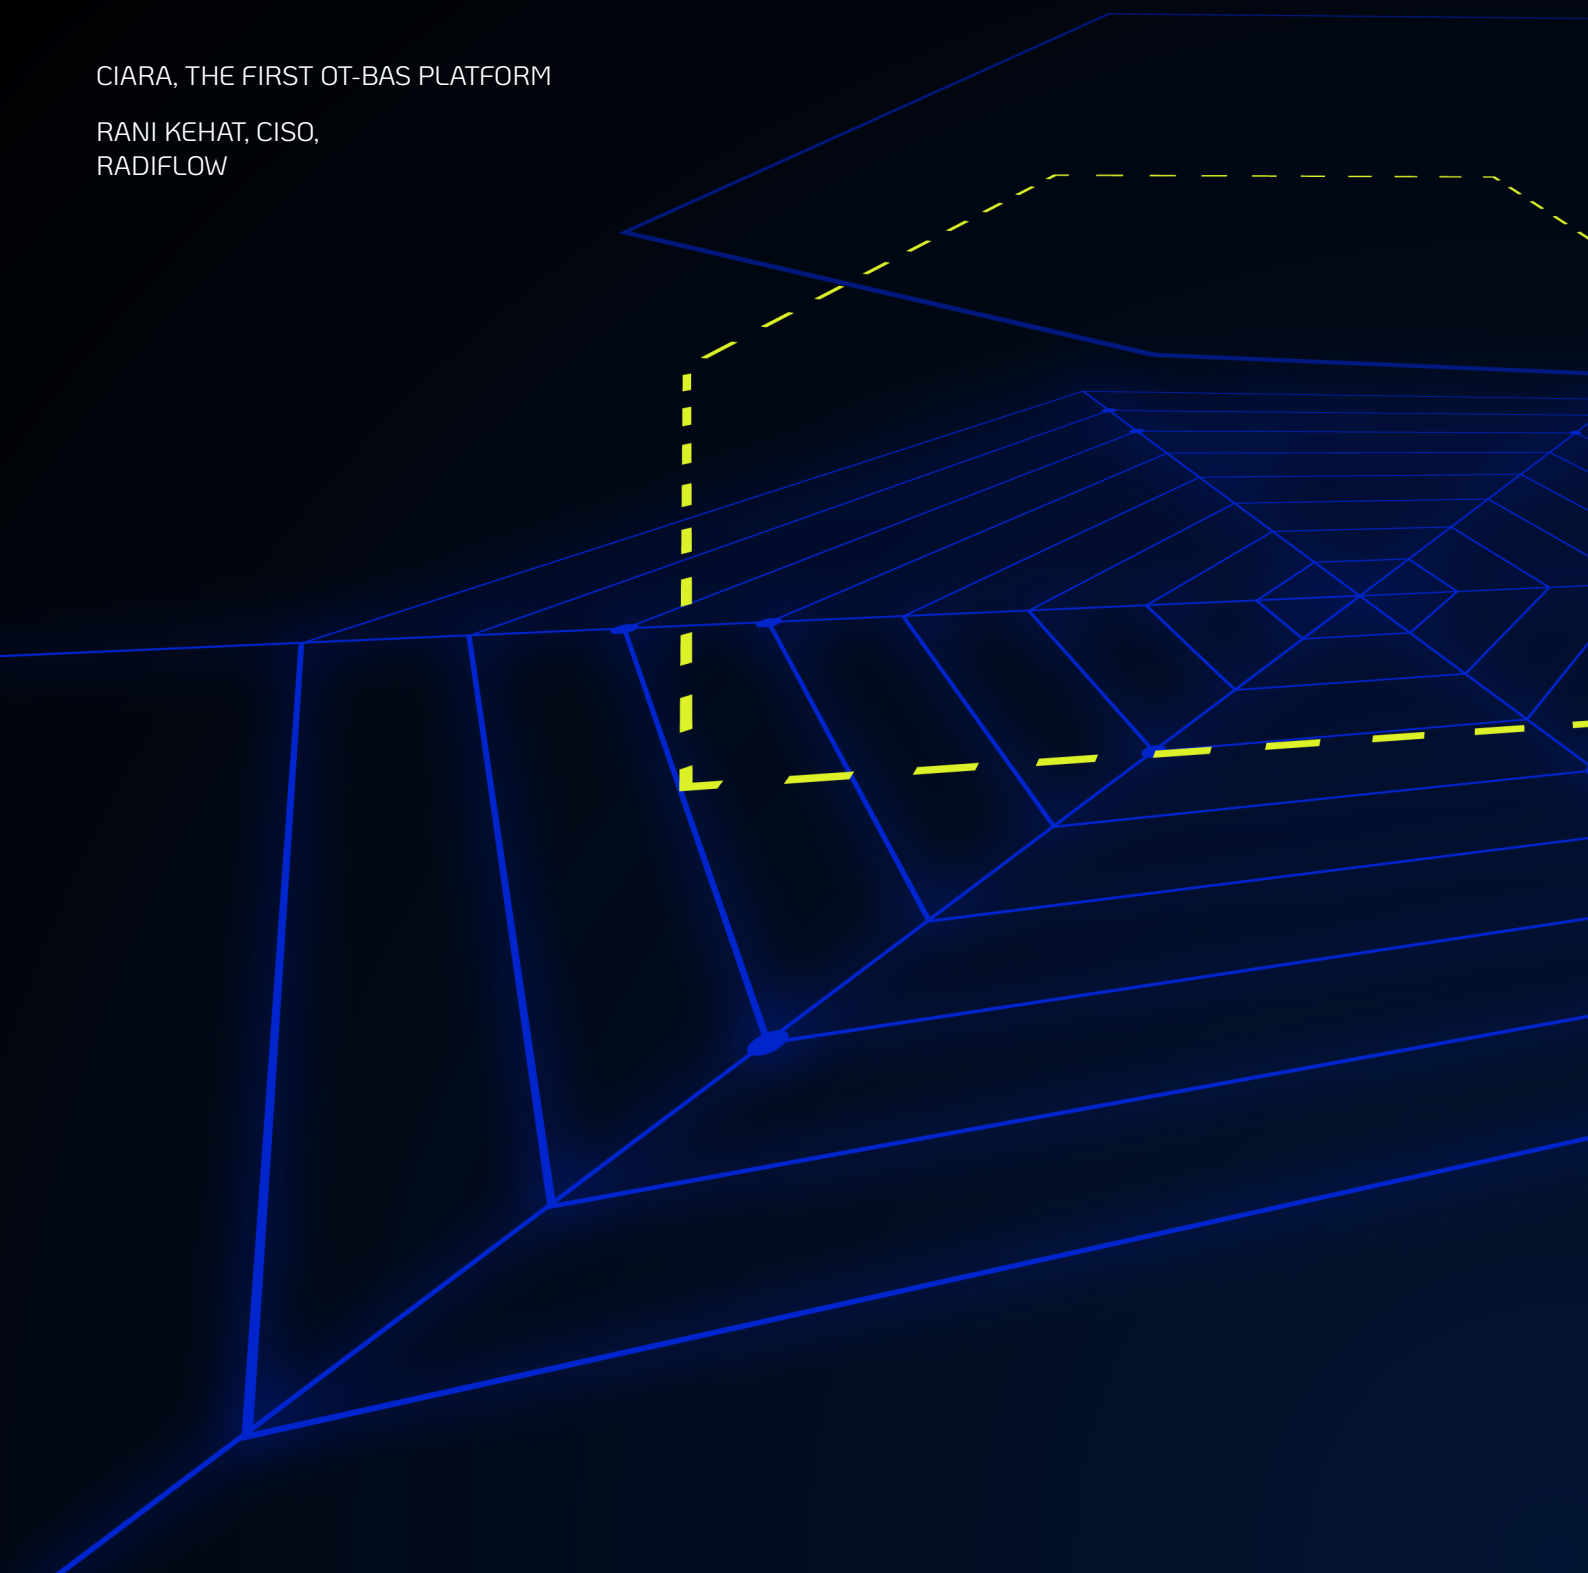 CIARA, THE FIRST OT-BAS PLATFORM
RANI KEHAT, CISO,
RADIFLOW